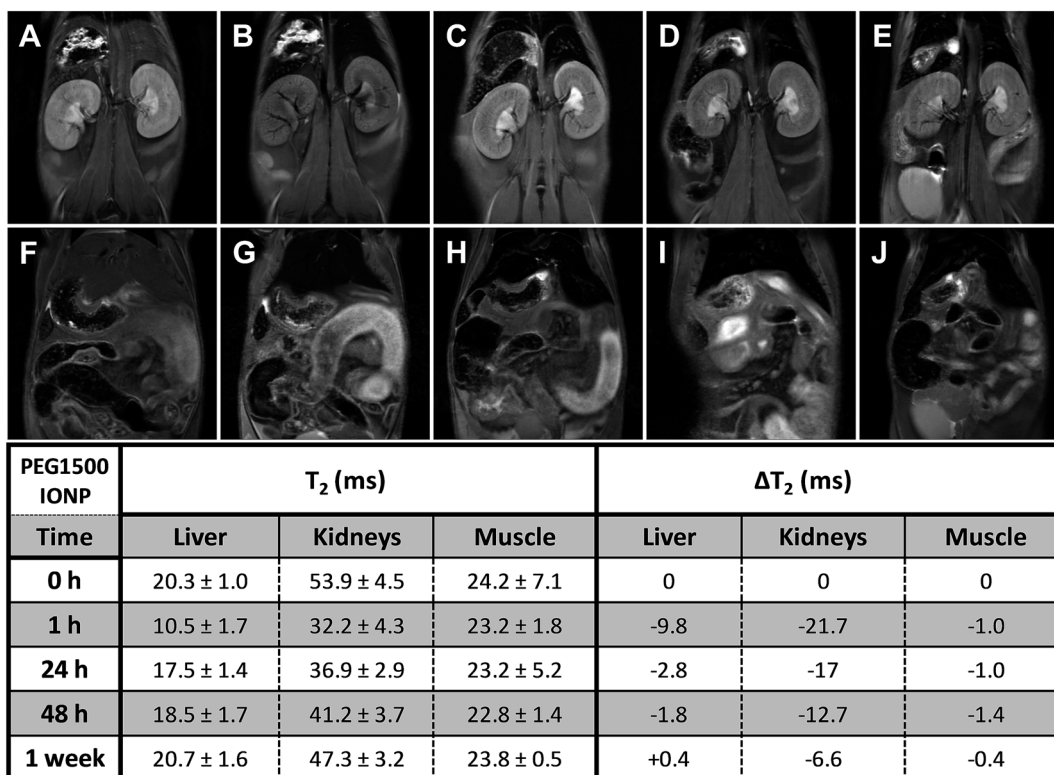 A B C D E
F G H I J
PEG1500 IONP T₂ (ms) ΔT₂ (ms)
Time Liver Kidneys Muscle Liver Kidneys Muscle
0 h 20.3 ± 1.0 53.9 ± 4.5 24.2 ± 7.1 0 0 0
1 h 10.5 ± 1.7 32.2 ± 4.3 23.2 ± 1.8 -9.8 -21.7 -1.0
24 h 17.5 ± 1.4 36.9 ± 2.9 23.2 ± 5.2 -2.8 -17 -1.0
48 h 18.5 ± 1.7 41.2 ± 3.7 22.8 ± 1.4 -1.8 -12.7 -1.4
1 week 20.7 ± 1.6 47.3 ± 3.2 23.8 ± 0.5 +0.4 -6.6 -0.4